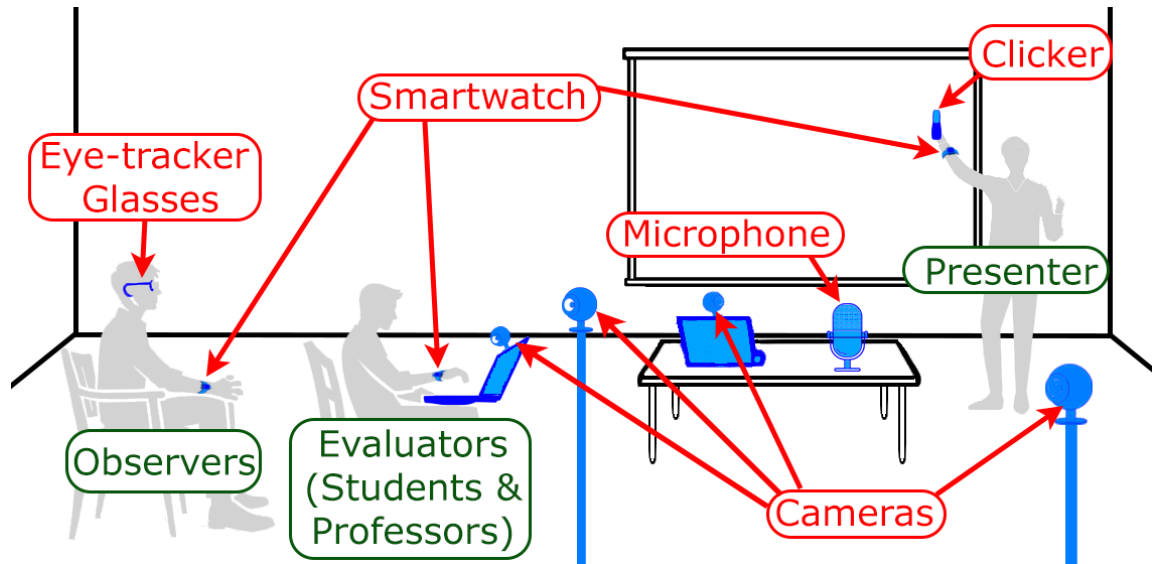 Clicker
Smartwatch
Eye-tracker
Glasses
Microphone
Presenter
Observers
Evaluators
(Students &
Professors)
Cameras